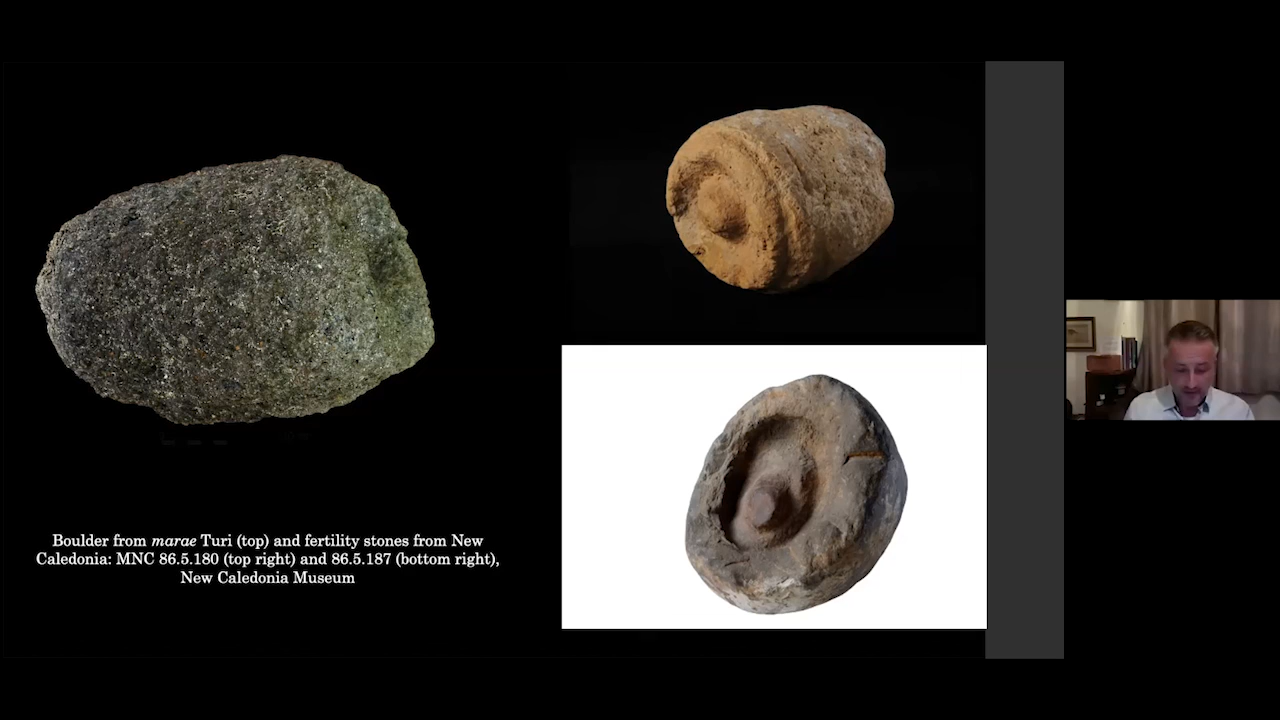 Boulder from marae Turi (top) and fertility stones from New
Caledonia: MNC 86.5.180 (top right) and 86.5.187 (bottom right),
New Caledonia Museum